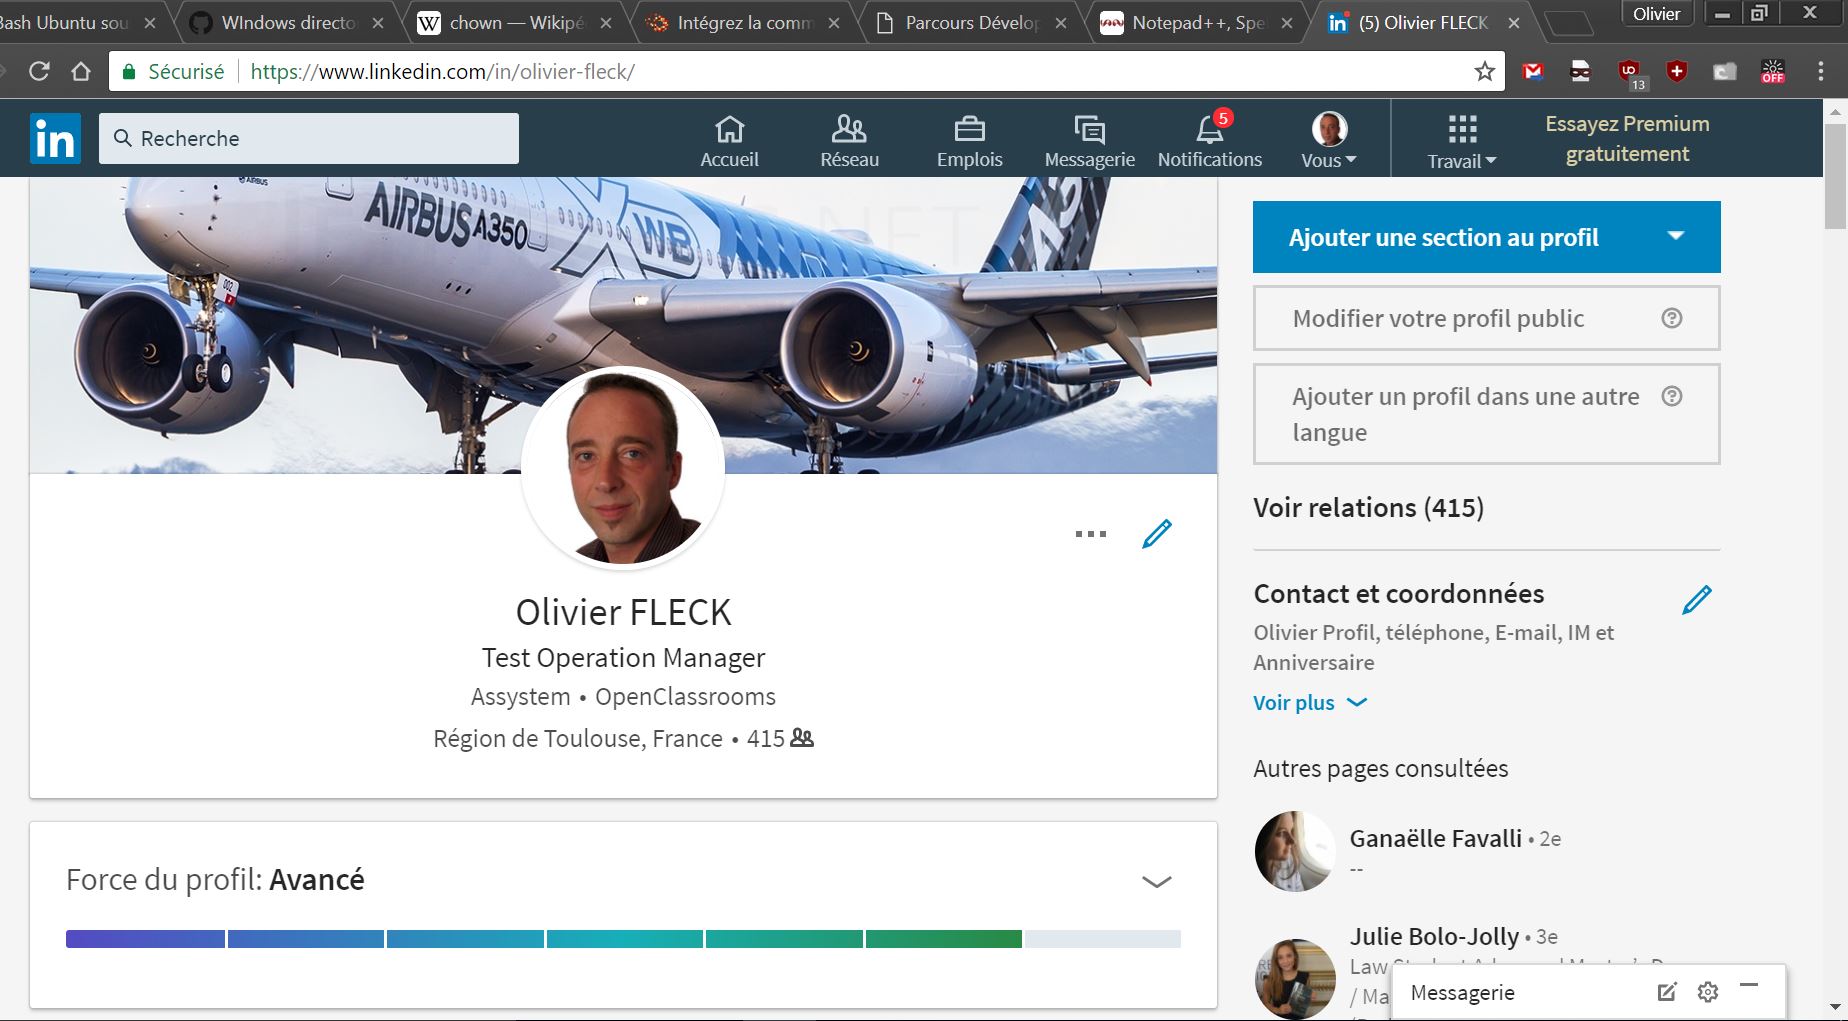 Bash Ubuntu sou
WIndows directo
chown — Wikipé
Intégrez la comm
Parcours Dévelop
Notepad++, Spe
(5) Olivier FLECK
Olivier
Sécurisé
https://www.linkedin.com/in/olivier-fleck/
13
OFF
in
Recherche
Accueil
Réseau
Emplois
Messagerie
5
Notifications
Vous
Travail
Essayez Premium
gratuitement
AIRBUS
AIRBUS A350
XWB
002
Ajouter une section au profil
Modifier votre profil public
Ajouter un profil dans une autre
langue
Voir relations (415)
Olivier FLECK
Test Operation Manager
Assystem • OpenClassrooms
Région de Toulouse, France • 415
Contact et coordonnées
Olivier Profil, téléphone, E-mail, IM et
Anniversaire
Voir plus
Autres pages consultées
Ganaëlle Favalli • 2e
--
Julie Bolo-Jolly • 3e
Law
/ Ma
Force du profil: Avancé
Messagerie